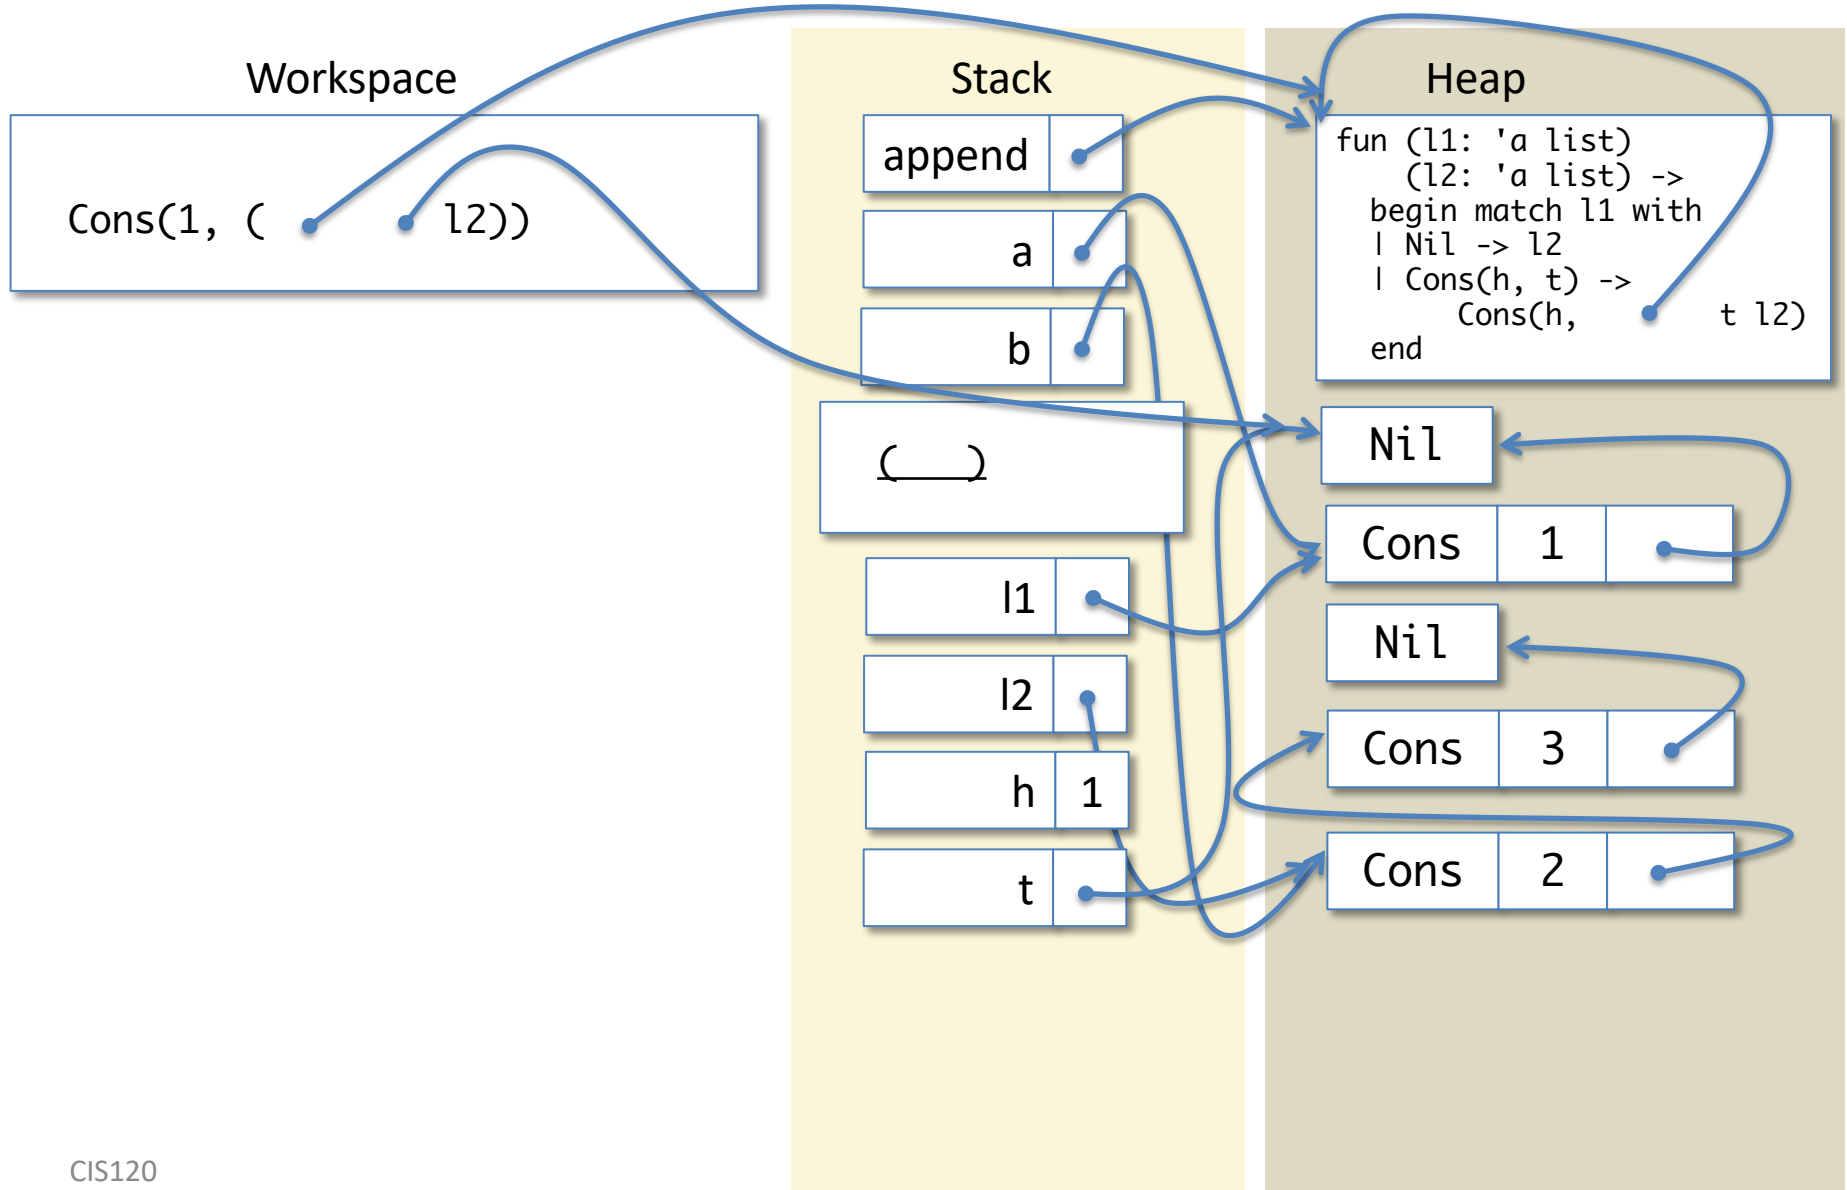 Workspace
Cons(1, ( l2))
Stack
append
a
b
( )
l1
l2
h 1
t
Heap
fun (l1: 'a list)
(l2: 'a list) ->
begin match l1 with
| Nil -> l2
| Cons(h, t) ->
Cons(h, t l2)
end
Nil
Cons 1
Nil
Cons 3
Cons 2
CIS120